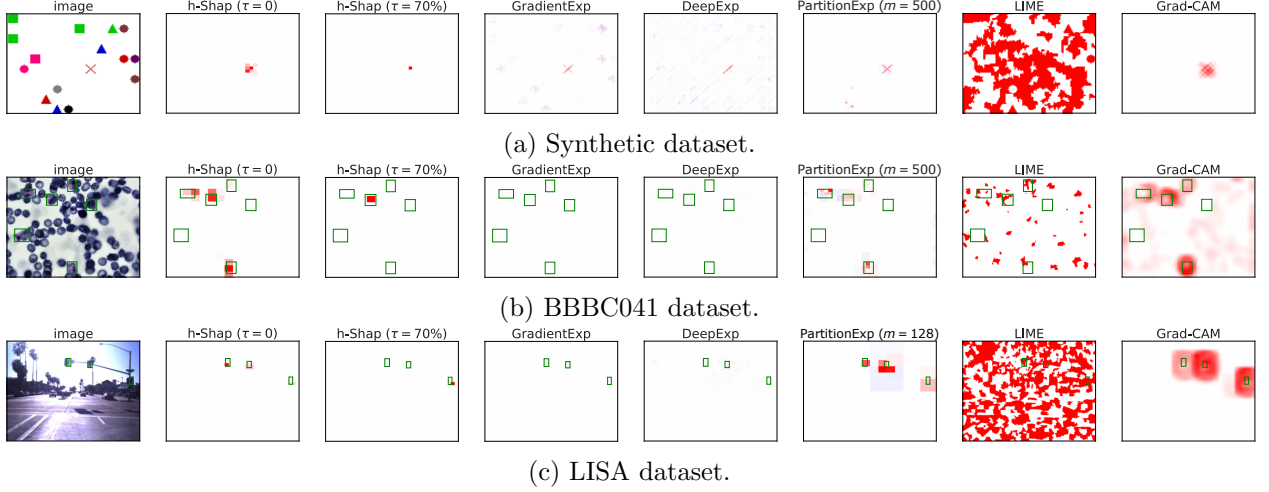 image h-Shap (τ = 0) h-Shap (τ = 70%) GradientExp DeepExp PartitionExp (m = 500) LIME Grad-CAM
(a) Synthetic dataset.
image h-Shap (τ = 0) h-Shap (τ = 70%) GradientExp DeepExp PartitionExp (m = 500) LIME Grad-CAM
(b) BBBC041 dataset.
image h-Shap (τ = 0) h-Shap (τ = 70%) GradientExp DeepExp PartitionExp (m = 128) LIME Grad-CAM
(c) LISA dataset.